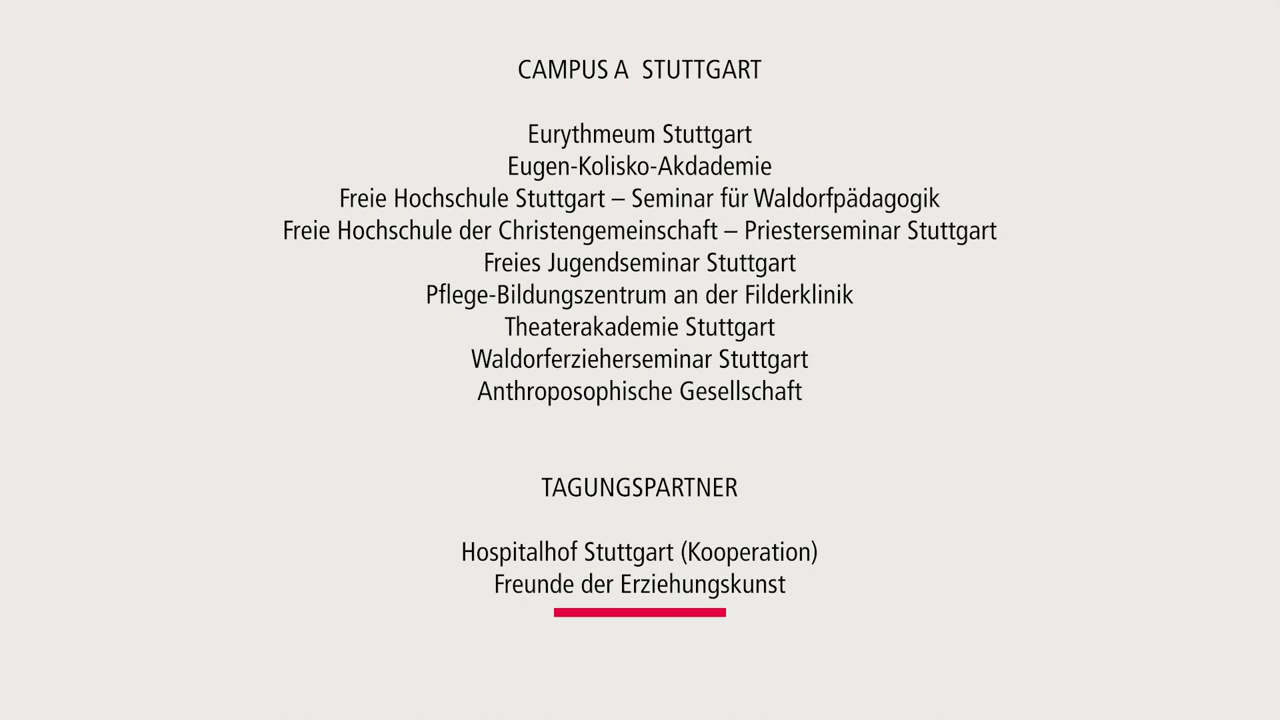 CAMPUS A STUTTGART
Eurythmeum Stuttgart
Eugen-Kolisko-Akdademie
Freie Hochschule Stuttgart – Seminar für Waldorfpädagogik
Freie Hochschule der Christengemeinschaft – Priesterseminar Stuttgart
Freies Jugendseminar Stuttgart
Pflege-Bildungszentrum an der Filderklinik
Theaterakademie Stuttgart
Waldorferzieherseminar Stuttgart
Anthroposophische Gesellschaft
TAGUNGSPARTNER
Hospitalhof Stuttgart (Kooperation)
Freunde der Erziehungskunst